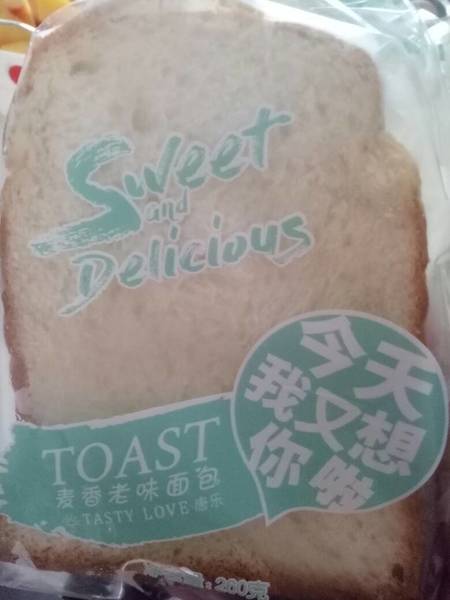 Sweet
and
Delicious
今天
我又想
你啦
TOAST
麦香老味面包
TASTY LOVE·唐乐
:200克